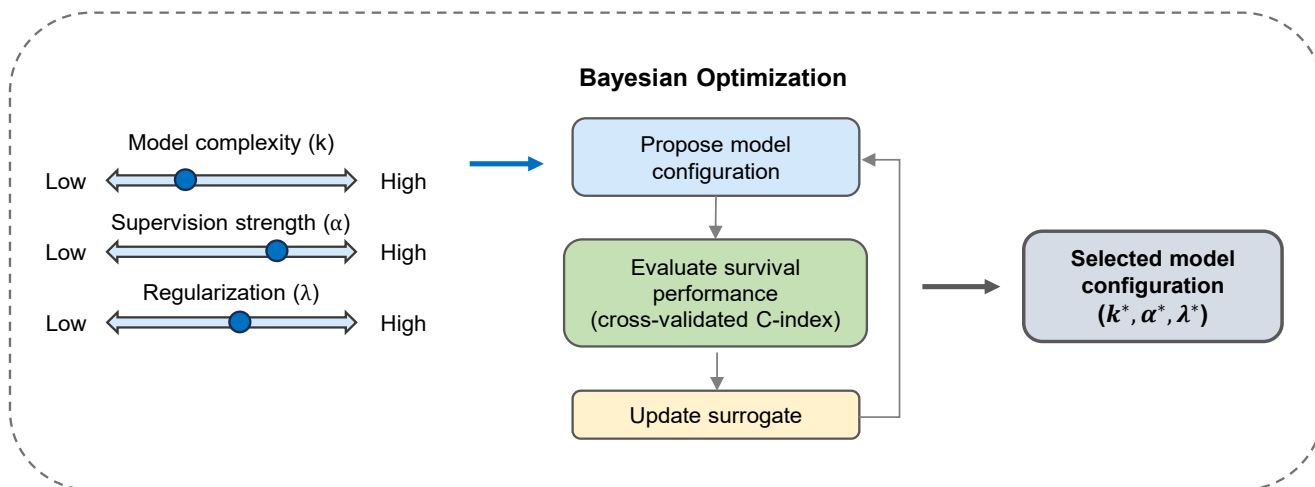 Bayesian Optimization
Model complexity (k)
Low High
Supervision strength (α)
Low High
Regularization (λ)
Low High
Propose model
configuration
Evaluate survival
performance
(cross-validated C-index)
Update surrogate
Selected model
configuration
(k*, α*, λ*)